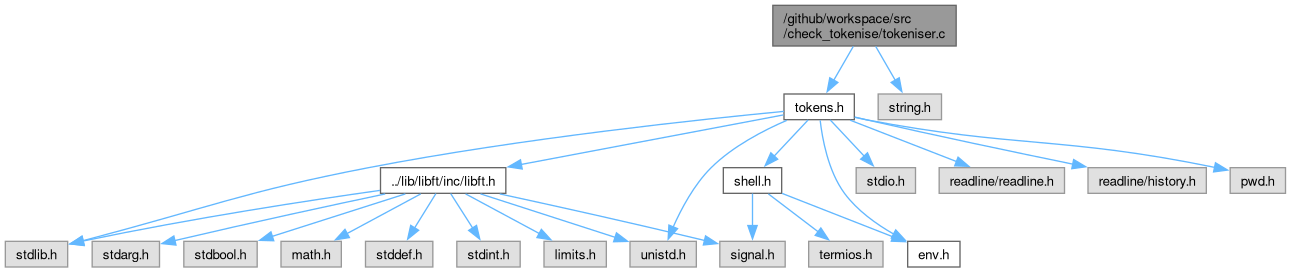 /github/workspace/src
/check_tokenise/tokeniser.c
tokens.h
string.h
../lib/libft/inc/libft.h
shell.h
stdio.h
readline/readline.h
readline/history.h
pwd.h
stdlib.h
stdarg.h
stdbool.h
math.h
stddef.h
stdint.h
limits.h
unistd.h
signal.h
termios.h
env.h